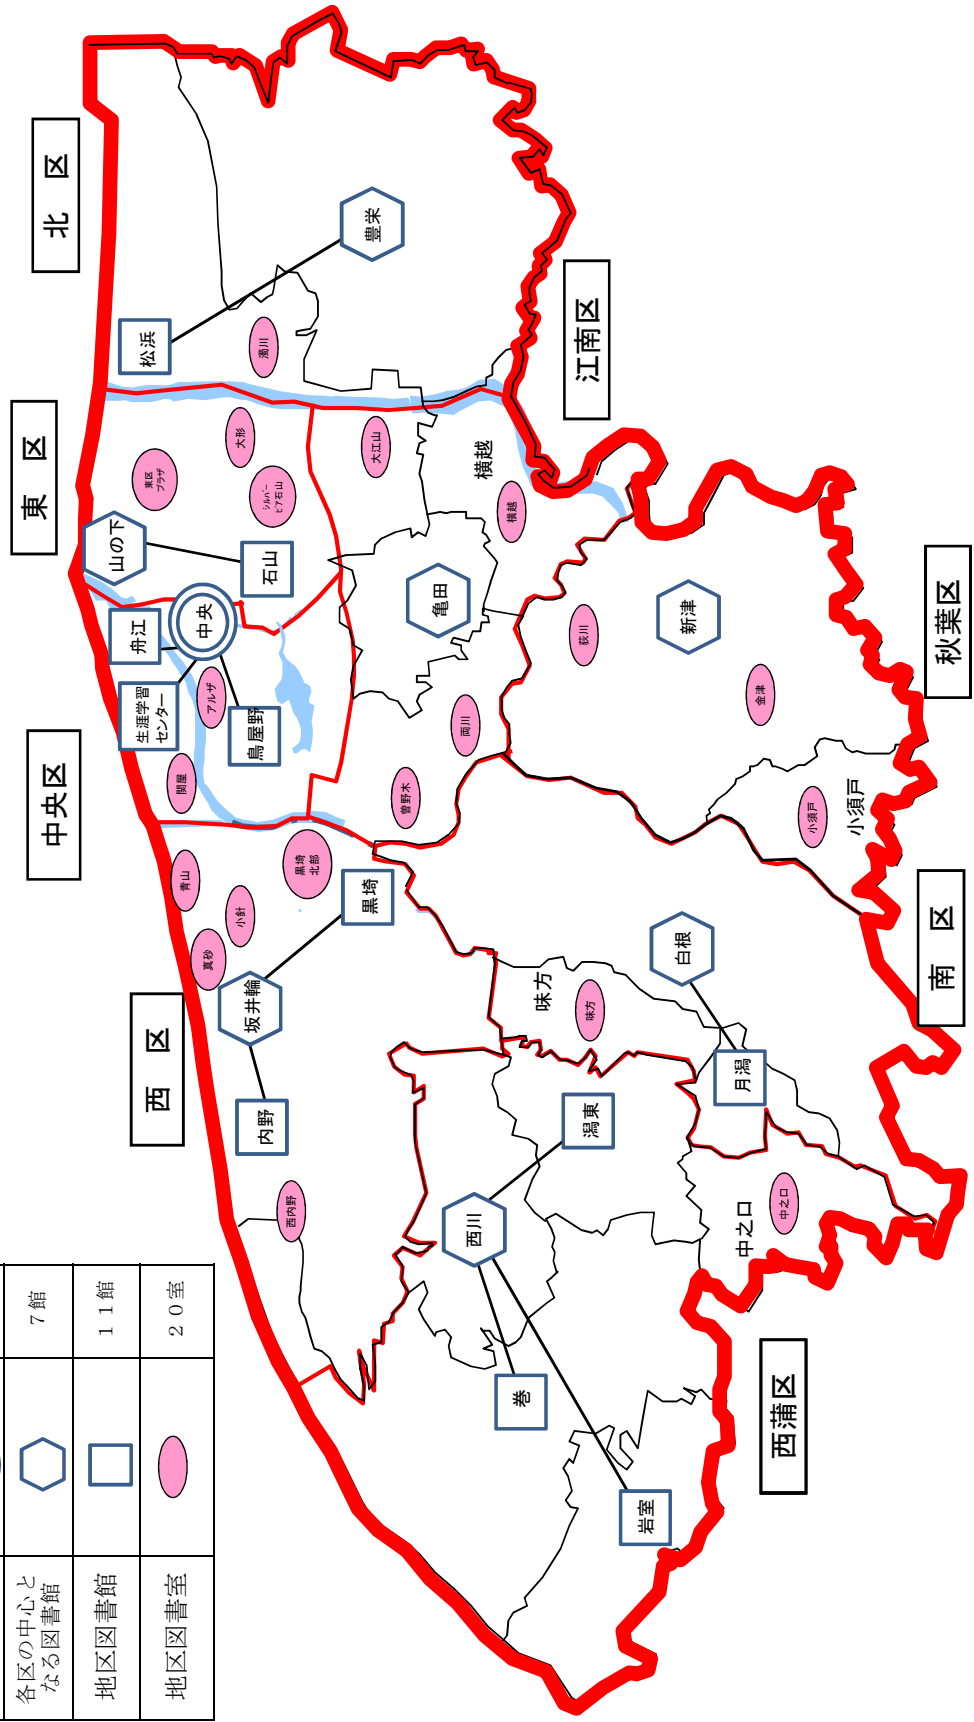 北 区
東 区
中央区
西 区
江南区
秋葉区
南 区
西蒲区
松浜
豊栄
濁川
山の下
東区
プラザ
大形
シルバー
ピア石山
石山
大江山
横越
横越
亀田
舟江
中央
生涯学習
センター
アルザ
鳥屋野
関屋
両川
曽野木
荻川
新津
金津
小須戸
小須戸
青山
小針
真砂
黒埼
北部
黒埼
坂井輪
内野
西内野
味方
味方
白根
月潟
潟東
西川
中之口
中之口
巻
岩室
各区の中心と
なる図書館
7館
地区図書館
11館
地区図書室
20室